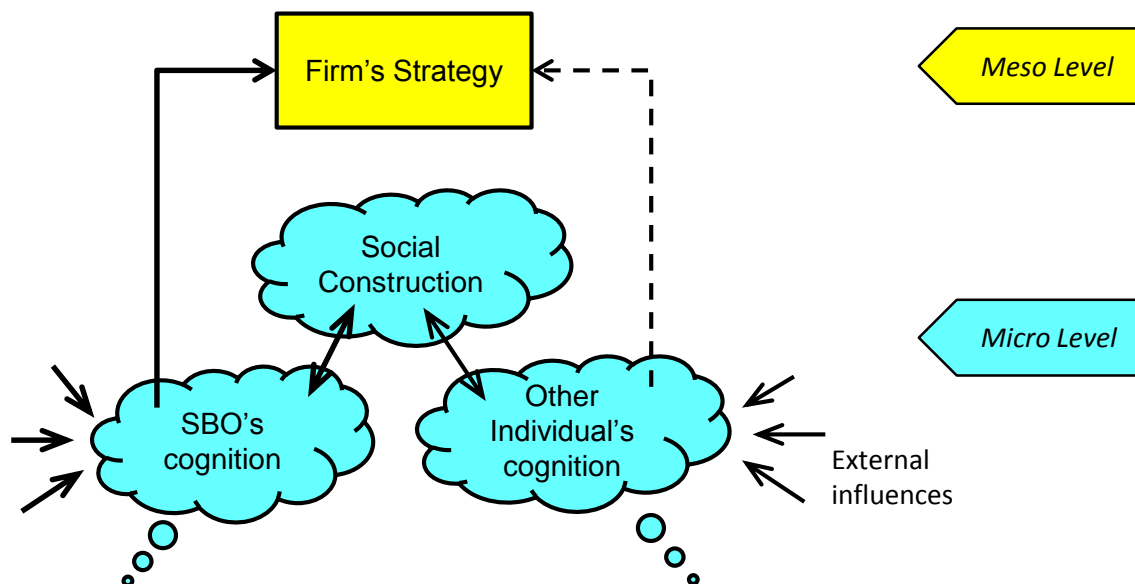 Firm’s Strategy
Meso Level
Social
Construction
Micro Level
SBO’s
cognition
Other
Individual’s
cognition
External
influences